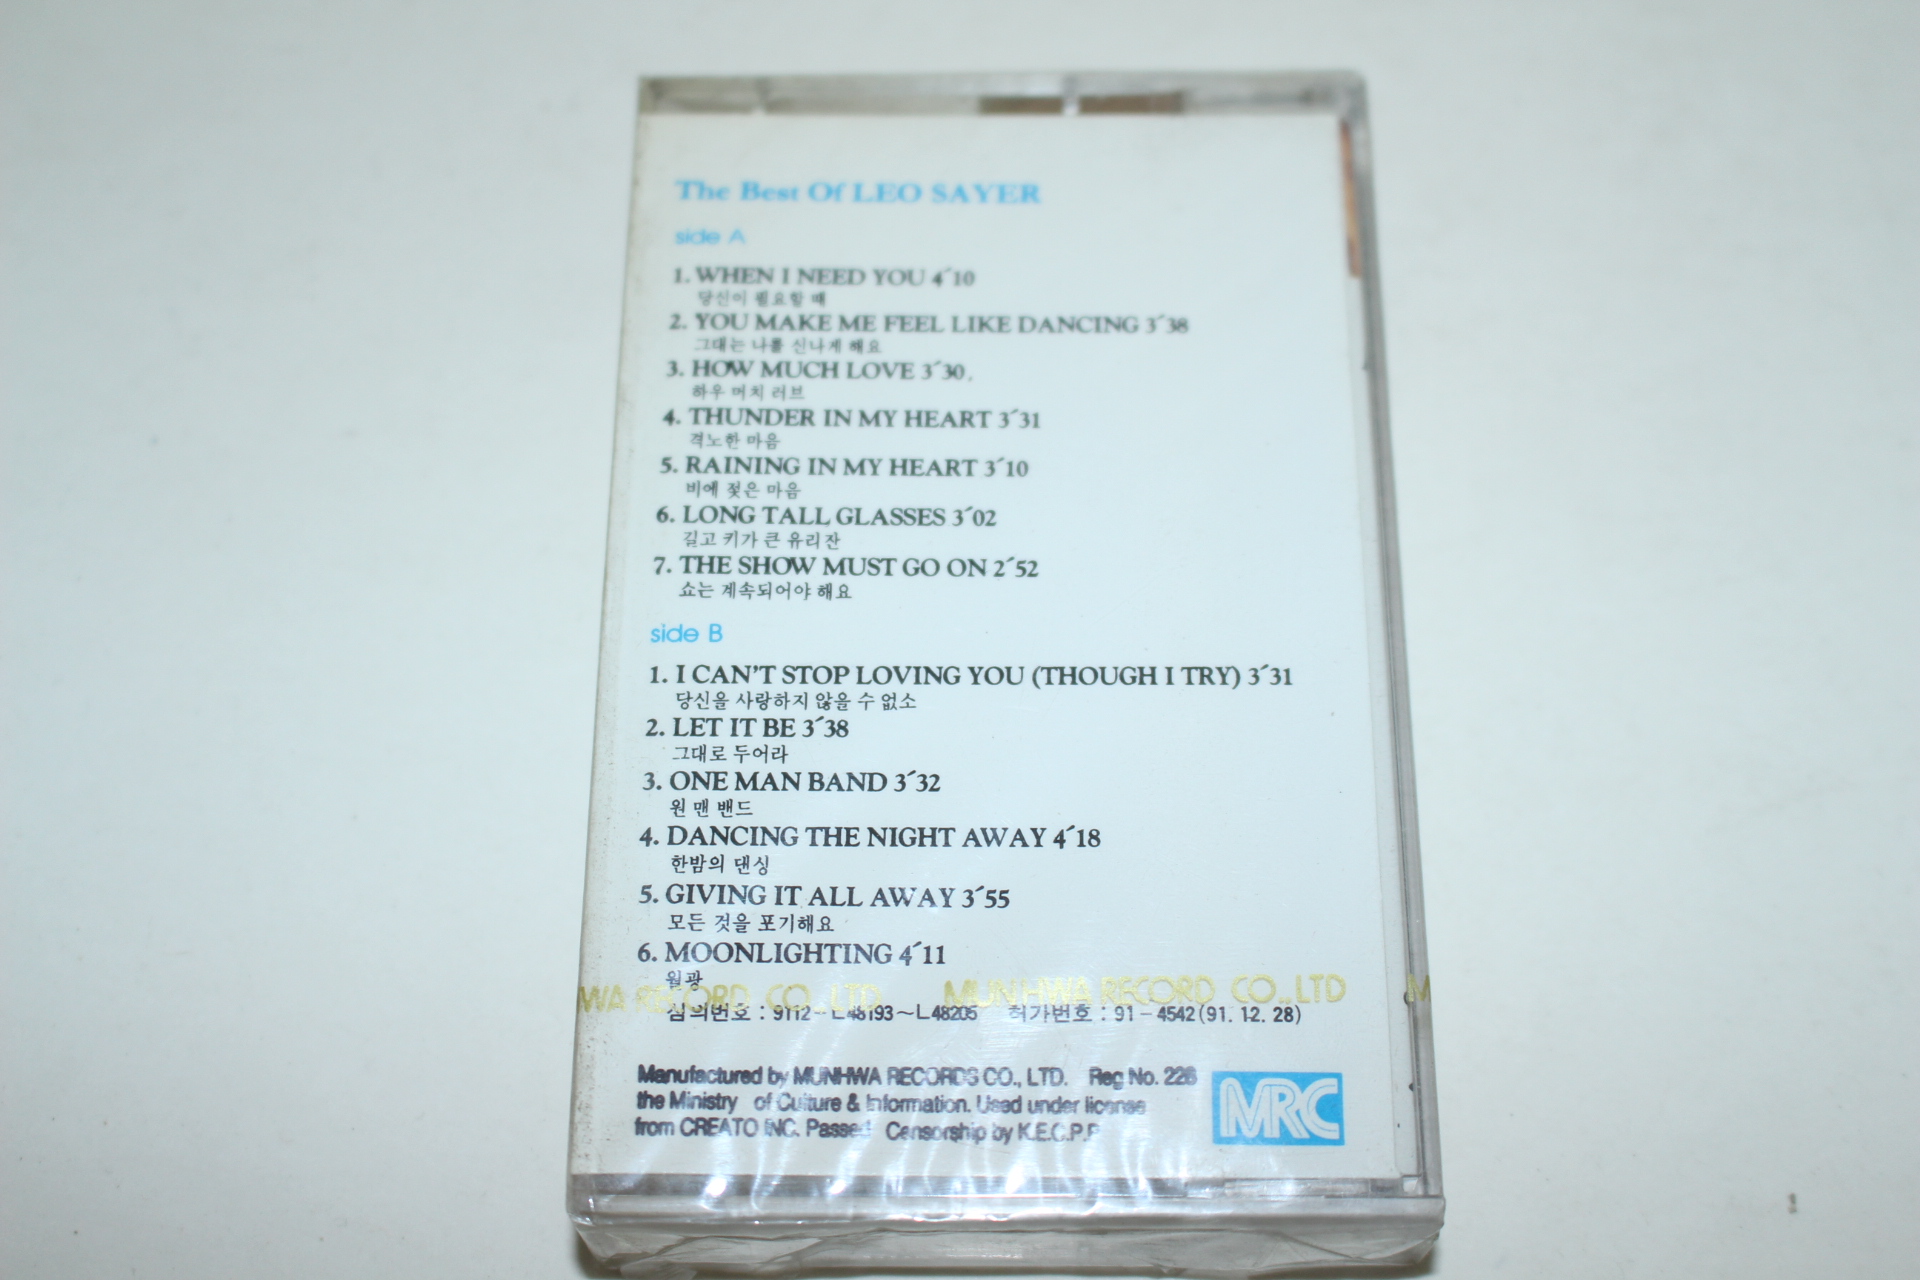 The Best Of LEO SAYER
side A
1. WHEN I NEED YOU 4´10
당신이 필요할 때
2. YOU MAKE ME FEEL LIKE DANCING 3´38
그대는 나를 신나게 해요
3. HOW MUCH LOVE 3´30.
하우 머치 러브
4. THUNDER IN MY HEART 3´31
격노한 마음
5. RAINING IN MY HEART 3´10
비에 젖은 마음
6. LONG TALL GLASSES 3´02
길고 키가 큰 유리잔
7. THE SHOW MUST GO ON 2´52
쇼는 계속되어야 해요
side B
1. I CAN'T STOP LOVING YOU (THOUGH I TRY) 3´31
당신을 사랑하지 않을 수 없소
2. LET IT BE 3´38
그대로 두어라
3. ONE MAN BAND 3´32
원 맨 밴드
4. DANCING THE NIGHT AWAY 4´18
한밤의 댄싱
5. GIVING IT ALL AWAY 3´55
모든 것을 포기해요
6. MOONLIGHTING 4´11
월광
WA RECORD CO., LTD MUNHWA RECORD CO., LTD M
심의번호 : 9112-L48193~L48205 허가번호 : 91-4542(91. 12. 28)
Manufactured by MUNHWA RECORDS CO., LTD. Reg No. 226
the Ministry of Culture & Information. Used under license
from CREATO INC. Passed Censorship by K.E.C.P.P
MRC